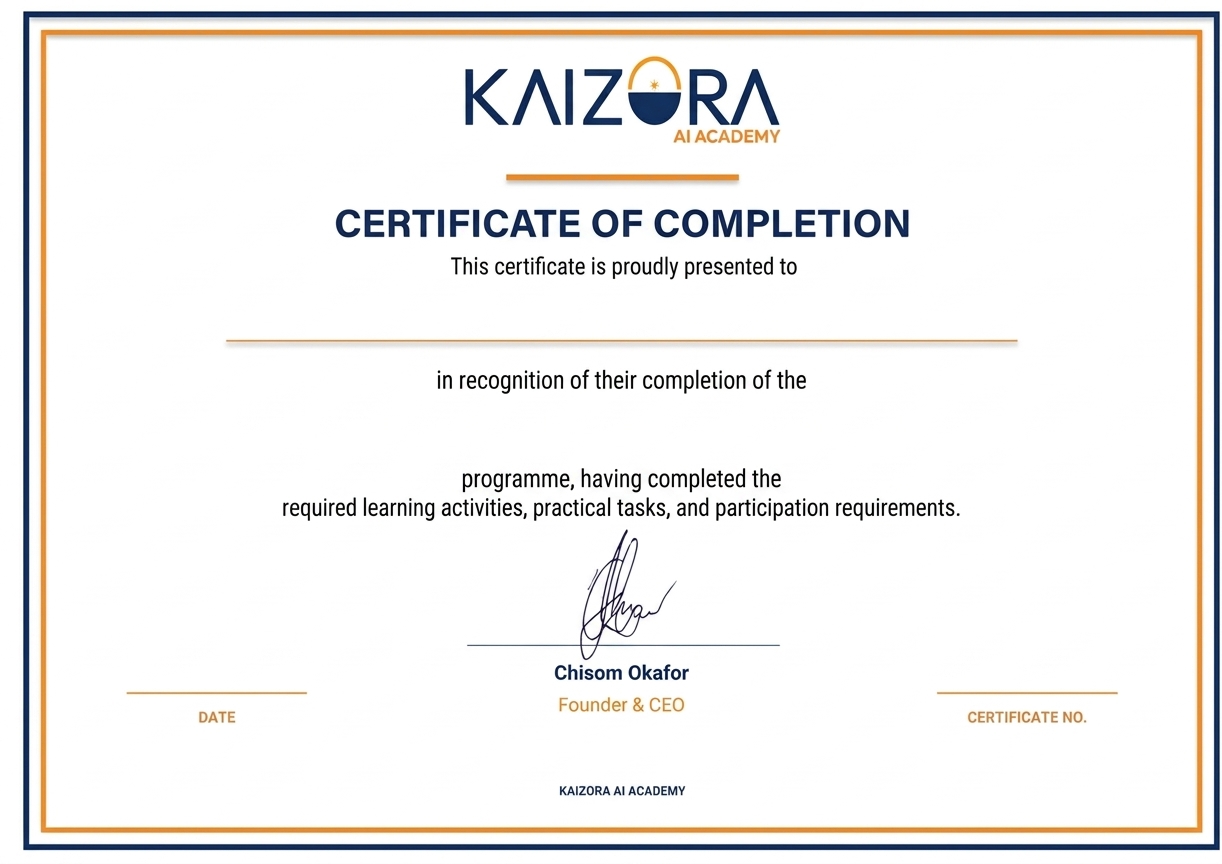 KAIZORA
AI ACADEMY
CERTIFICATE OF COMPLETION
This certificate is proudly presented to
in recognition of their completion of the
programme, having completed the
required learning activities, practical tasks, and participation requirements.
Chisom Okafor
Founder & CEO
DATE
CERTIFICATE NO.
KAIZORA AI ACADEMY